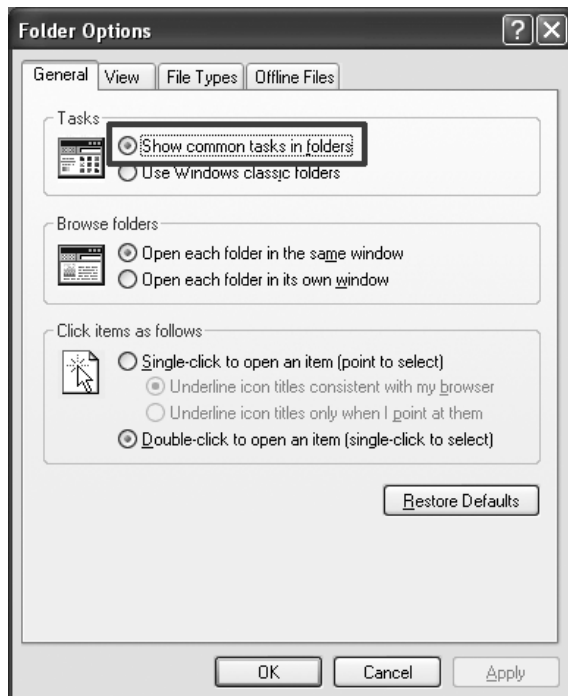 Folder Options
General View File Types Offline Files
Tasks
Show common tasks in folders
Use Windows classic folders
Browse folders
Open each folder in the same window
Open each folder in its own window
Click items as follows
Single-click to open an item (point to select)
Underline icon titles consistent with my browser
Underline icon titles only when I point at them
Double-click to open an item (single-click to select)
Restore Defaults
OK Cancel Apply